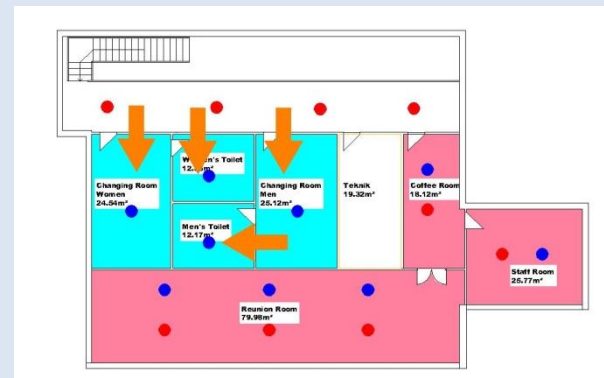 Women's Toilet
Changing Room
Women
24.54m²
Changing Room
Men
25.12m²
Teknik
19.32m²
Coffee Room
18.12m²
Men's Toilet
12.17m²
Staff Room
25.77m²
Reunion Room
79.98m²